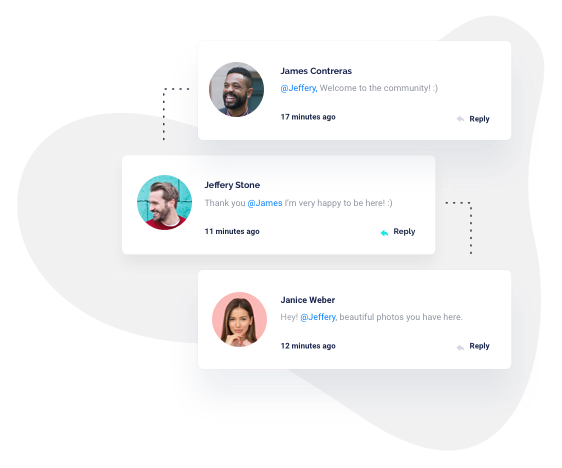 James Contreras
@Jeffery, Welcome to the community! :)
17 minutes ago
Reply
Jeffery Stone
Thank you @James I'm very happy to be here! :)
11 minutes ago
Reply
Janice Weber
Hey! @Jeffery, beautiful photos you have here.
12 minutes ago
Reply